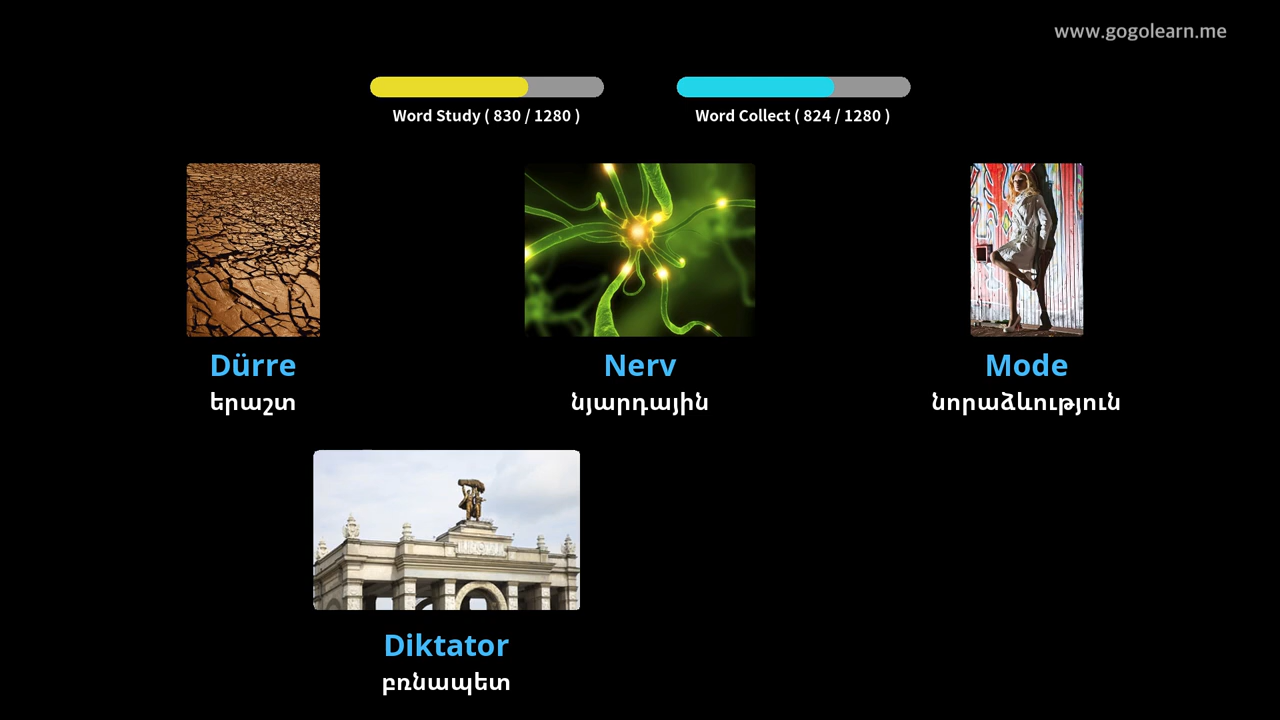 www.gogolearn.me
Word Study ( 830 / 1280 )
Word Collect ( 824 / 1280 )
Dürre
Nerv
Mode
երաշտ
նյարդային
նորաձևություն
Diktator
բռնապետ